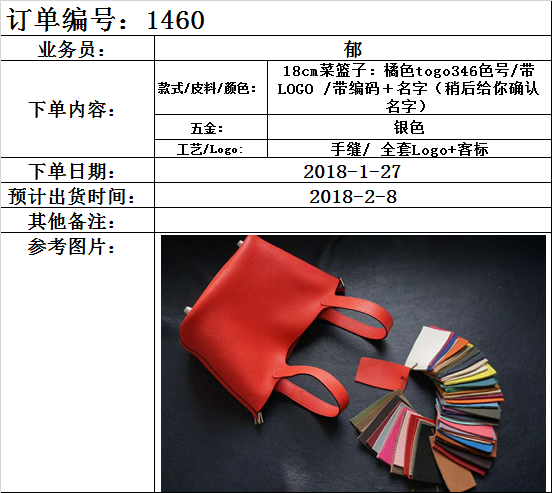 订单编号：1460
业务员：
郁
下单内容：
款式/皮料/颜色：
18cm菜篮子：橘色togo346色号/带
LOGO /带编码＋名字（稍后给你确认
名字）
五金：
银色
工艺/Logo:
手缝/ 全套Logo+客标
下单日期：
2018-1-27
预计出货时间：
2018-2-8
其他备注：
参考图片：